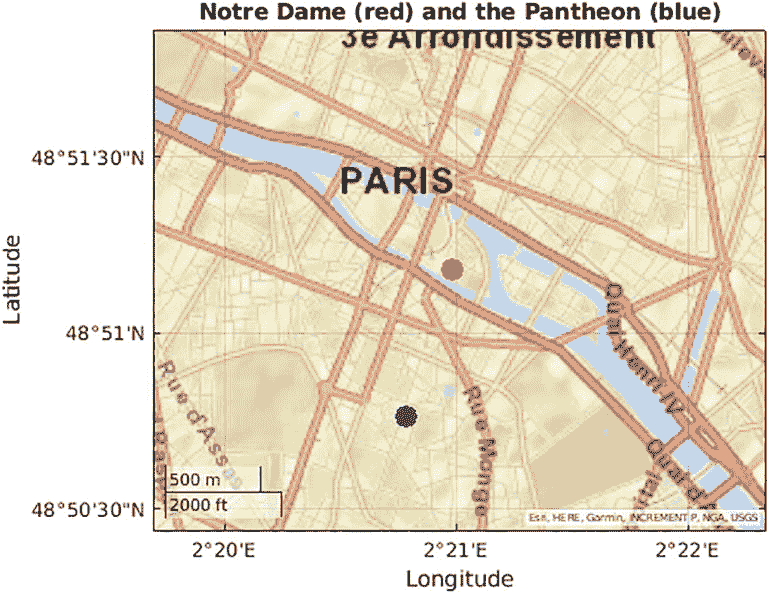 Notre Dame (red) and the Pantheon (blue)
3e Arrondissement
48°51'30"N
PARIS
Latitude
48°51'N
Quai Henri IV
Rue d'Assas
Rue Monge
Quai d'A
500 m
2000 ft
48°50'30"N
Esri, HERE, Garmin, INCREMENT P, NGA, USGS
2°20'E
2°21'E
2°22'E
Longitude